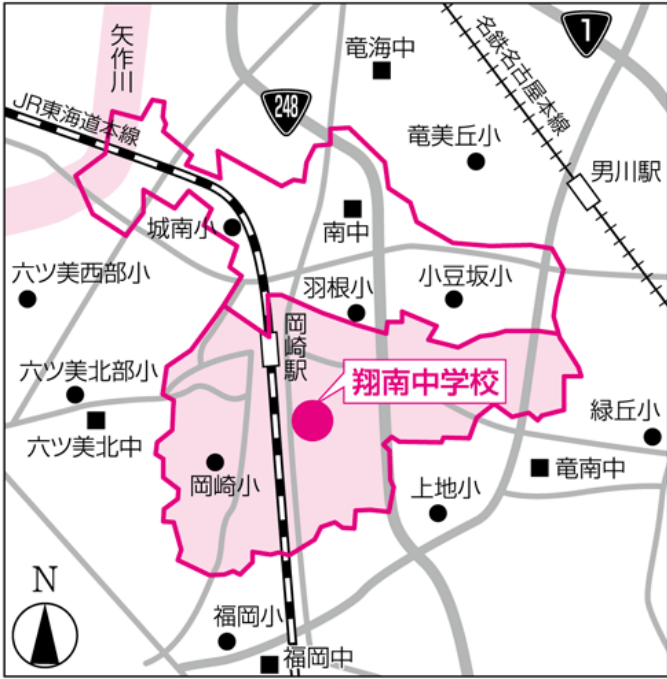 矢作川
竜海中
1
名鉄名古屋本線
JR東海道本線
248
竜美丘小
男川駅
城南小
南中
六ツ美西部小
羽根小
小豆坂小
岡崎駅
六ツ美北部小
翔南中学校
緑丘小
六ツ美北中
竜南中
岡崎小
上地小
N
福岡小
福岡中